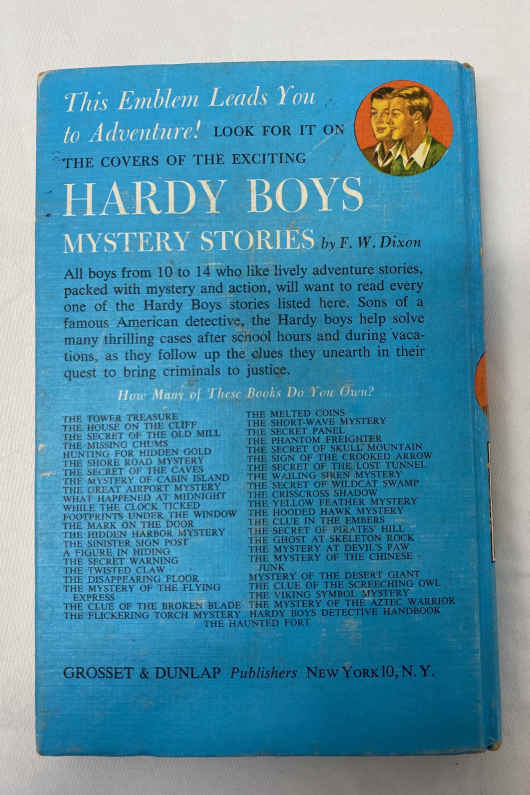 This Emblem Leads You
to Adventure! LOOK FOR IT ON
THE COVERS OF THE EXCITING
HARDY BOYS
MYSTERY STORIES by F. W. Dixon
All boys from 10 to 14 who like lively adventure stories,
packed with mystery and action, will want to read every
one of the Hardy Boys stories listed here. Sons of a
famous American detective, the Hardy boys help solve
many thrilling cases after school hours and during vaca-
tions, as they follow up the clues they unearth in their
quest to bring criminals to justice.
How Many of These Books Do You Own?
THE TOWER TREASURE
THE HOUSE ON THE CLIFF
THE SECRET OF THE OLD MILL
THE MISSING CHUMS
HUNTING FOR HIDDEN GOLD
THE SHORE ROAD MYSTERY
THE SECRET OF THE CAVES
THE MYSTERY OF CABIN ISLAND
THE GREAT AIRPORT MYSTERY
WHAT HAPPENED AT MIDNIGHT
WHILE THE CLOCK TICKED
FOOTPRINTS UNDER THE WINDOW
THE MARK ON THE DOOR
THE HIDDEN HARBOR MYSTERY
THE SINISTER SIGN POST
A FIGURE IN HIDING
THE SECRET WARNING
THE TWISTED CLAW
THE DISAPPEARING FLOOR
THE MYSTERY OF THE FLYING
EXPRESS
THE CLUE OF THE BROKEN BLADE
THE FLICKERING TORCH MYSTERY
THE MELTED COINS
THE SHORT-WAVE MYSTERY
THE SECRET PANEL
THE PHANTOM FREIGHTER
THE SECRET OF SKULL MOUNTAIN
THE SIGN OF THE CROOKED ARROW
THE SECRET OF THE LOST TUNNEL
THE WAILING SIREN MYSTERY
THE SECRET OF WILDCAT SWAMP
THE CRISSCROSS SHADOW
THE YELLOW FEATHER MYSTERY
THE HOODED HAWK MYSTERY
THE CLUE IN THE EMBERS
THE SECRET OF PIRATES' HILL
THE GHOST AT SKELETON ROCK
THE MYSTERY AT DEVIL'S PAW
THE MYSTERY OF THE CHINESE
JUNK
MYSTERY OF THE DESERT GIANT
THE CLUE OF THE SCREECHING OWL
THE VIKING SYMBOL MYSTERY
THE MYSTERY OF THE AZTEC WARRIOR
HARDY BOYS DETECTIVE HANDBOOK
THE HAUNTED FORT
GROSSET & DUNLAP Publishers NEW YORK 10, N. Y.